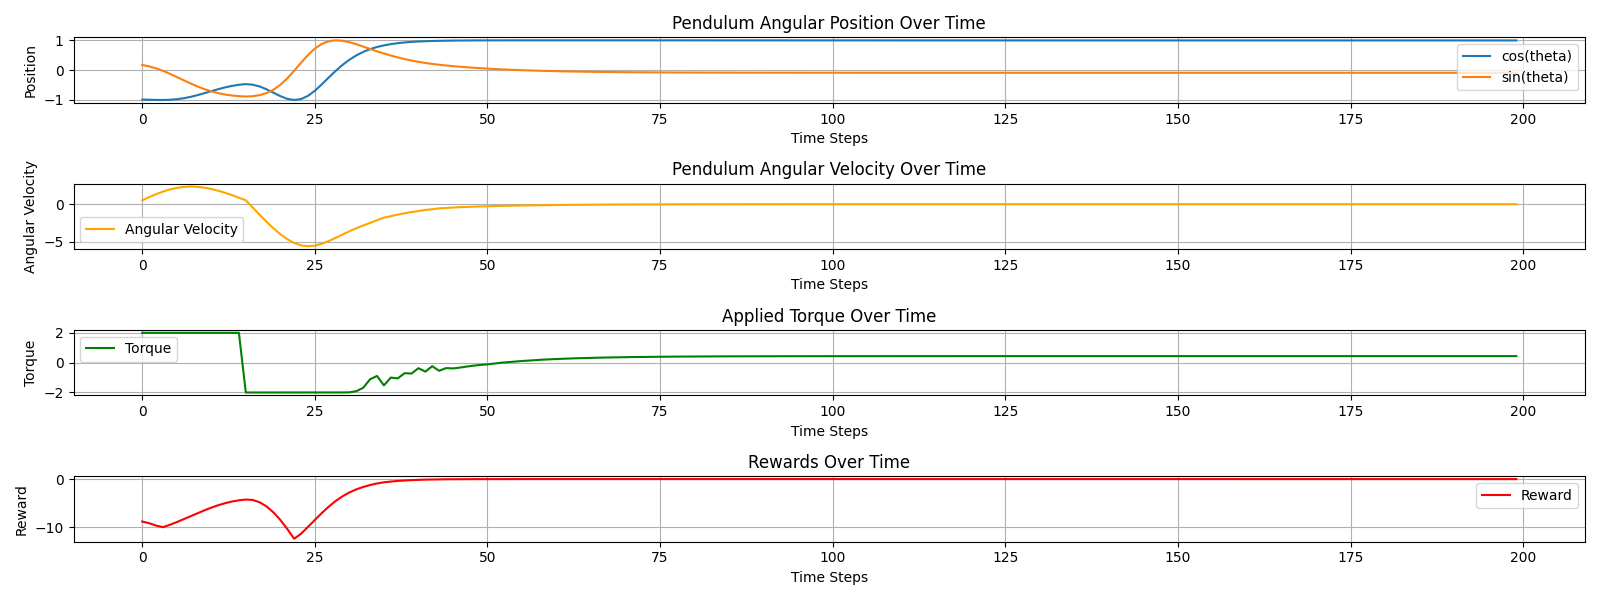 Pendulum Angular Position Over Time
Position
1
0
−1
cos(theta)
sin(theta)
0 25 50 75 100 125 150 175 200
Time Steps
Pendulum Angular Velocity Over Time
Angular Velocity
0
−5
Angular Velocity
0 25 50 75 100 125 150 175 200
Time Steps
Applied Torque Over Time
Torque
2
0
−2
Torque
0 25 50 75 100 125 150 175 200
Time Steps
Rewards Over Time
Reward
0
−10
Reward
0 25 50 75 100 125 150 175 200
Time Steps